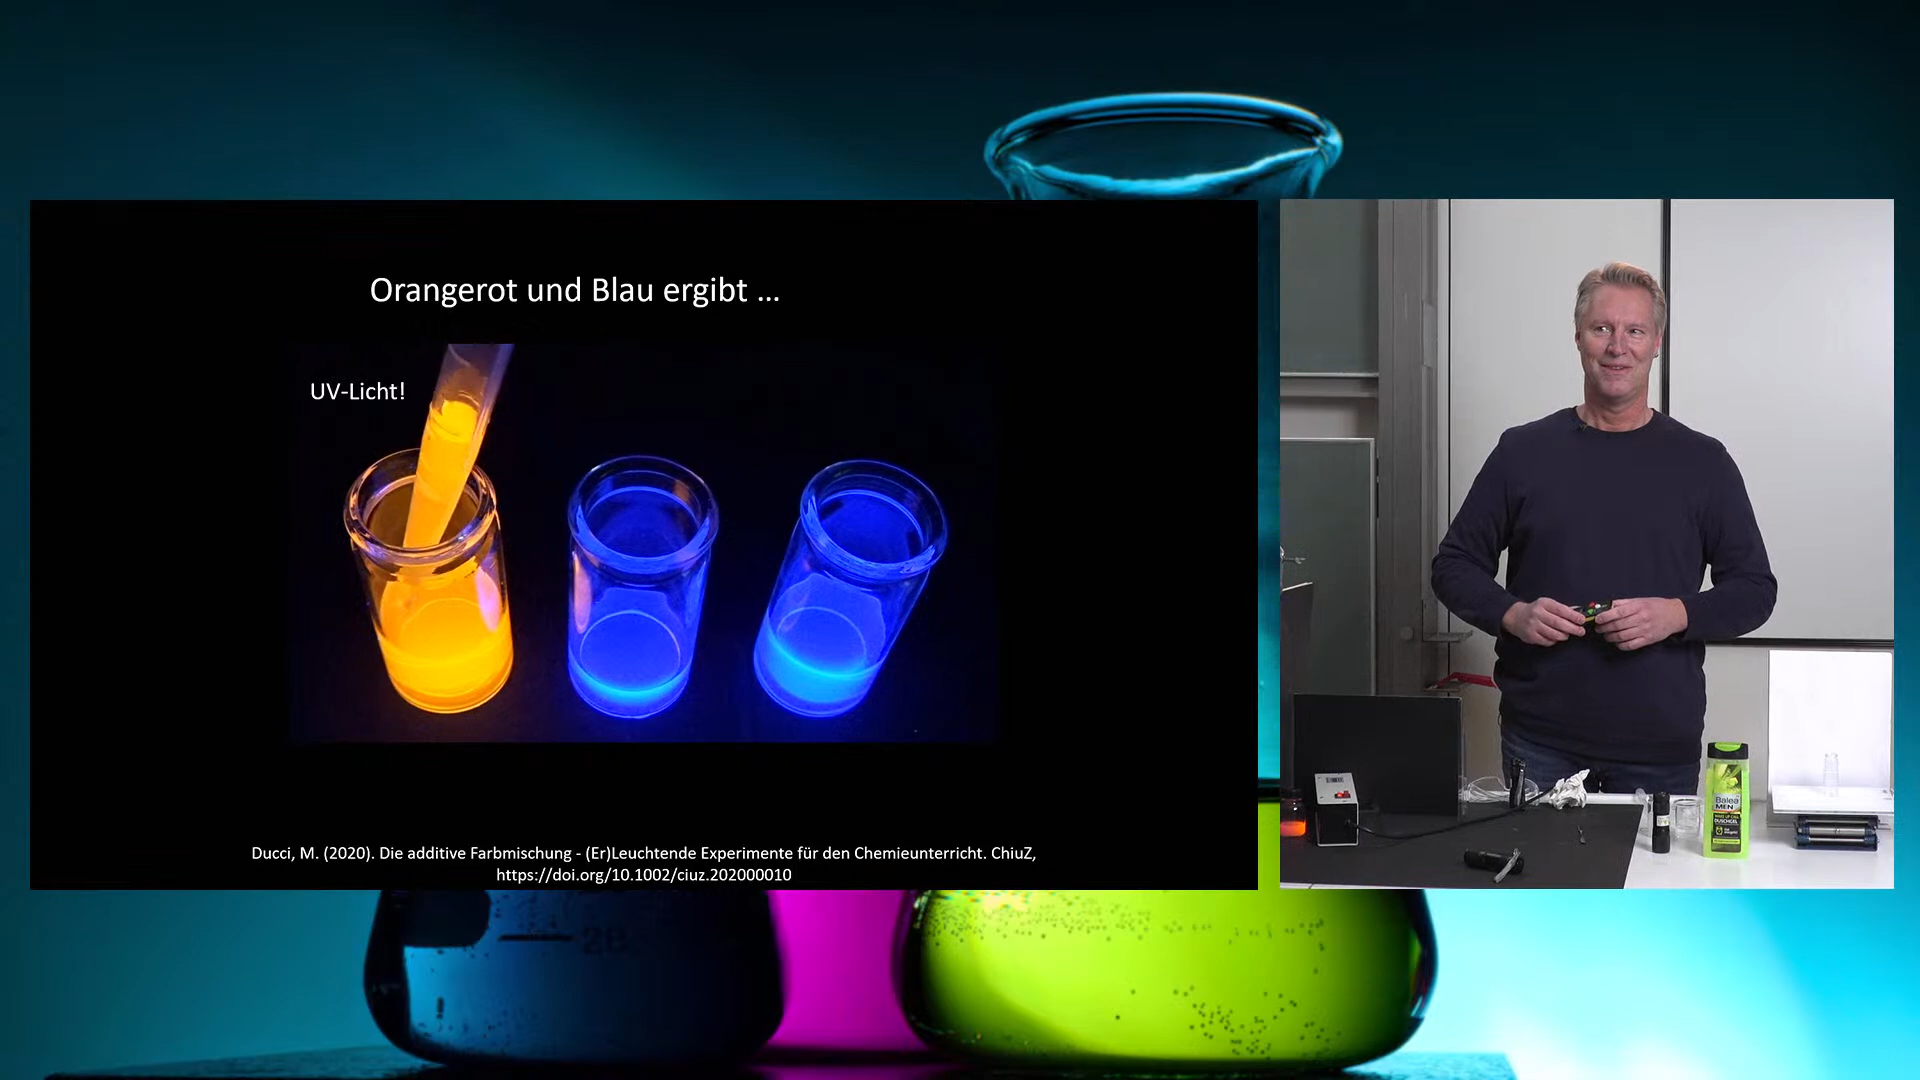 Orangerot und Blau ergibt ...
UV-Licht!
Ducci, M. (2020). Die additive Farbmischung - (Er)Leuchtende Experimente für den Chemieunterricht. ChiuZ,
https://doi.org/10.1002/ciuz.202000010
Balea
MEN
DUSCHGEL